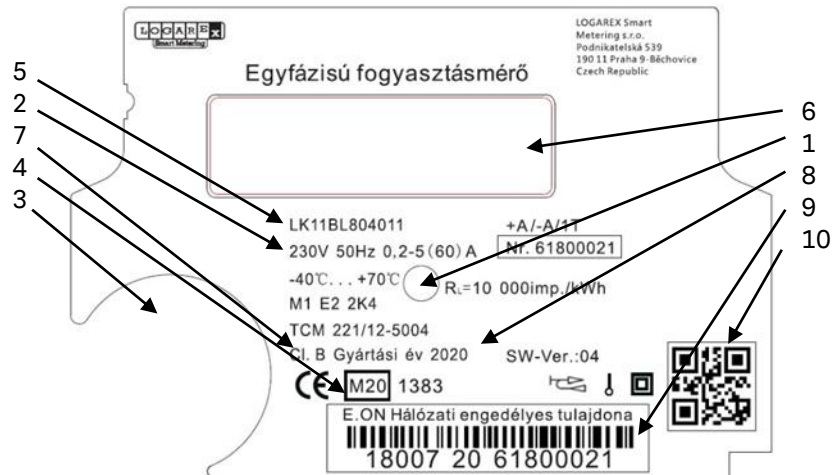 LOGAREX
Smart Metering
LOGAREX Smart
Metering s.r.o.
Podnikatelská 539
190 11 Praha 9-Běchovice
Czech Republic
Egyfázisú fogyasztásmérő
5
2
7
4
3
6
1
8
9
10
LK11BL804011 +A/-A/1T
230V 50Hz 0,2-5(60)A Nr. 61800021
-40℃... +70℃ RL=10 000imp./kWh
M1 E2 2K4
TCM 221/12-5004
Cl. B Gyártási év 2020 SW-Ver.:04
CE M20 1383
E.ON Hálózati engedélyes tulajdona
18007 20 61800021